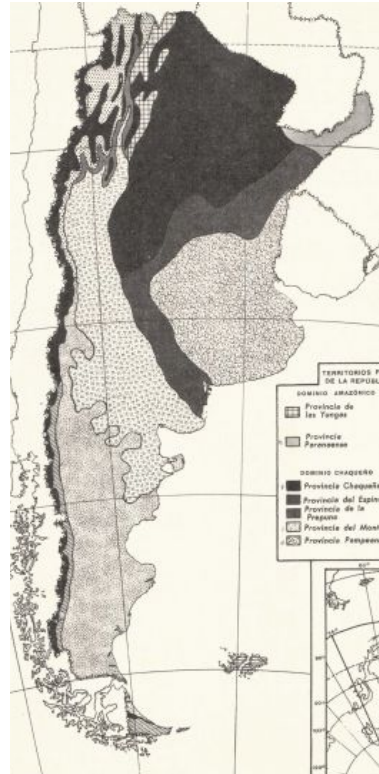 TERRITORIOS F
DE LA REPÚBL
DOMINIO AMAZÓNICO
Provincia de
las Yungas
Provincia
Paranaense
DOMINIO CHAQUEÑO
Provincia Chaqueñ
Provincia del Espin
Provincia de la
Prepuna
Provincia del Mont
Provincia Pampean